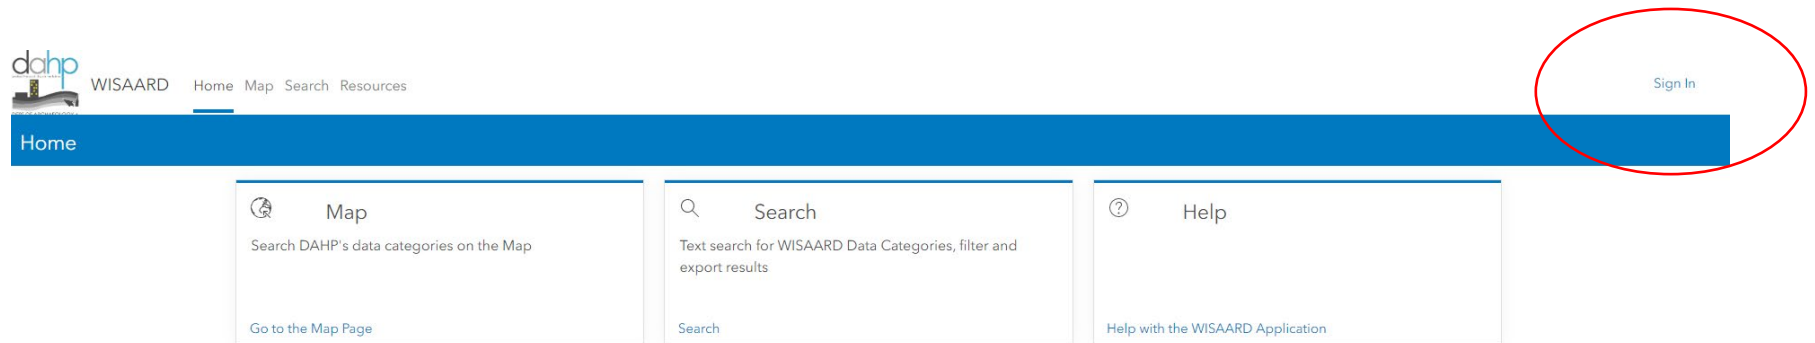 dahp
WISAARD Home Map Search Resources Sign In
Home
Map
Search DAHP's data categories on the Map
Go to the Map Page
Search
Text search for WISAARD Data Categories, filter and
export results
Search
Help
Help with the WISAARD Application